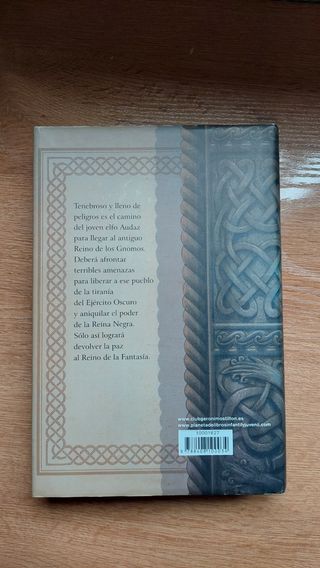 Tenebroso y lleno de
peligros es el camino
del joven elfo Audaz
para llegar al antiguo
Reino de los Gnomos.
Deberá afrontar
terribles amenazas
para liberar a ese pueblo
de la tiranía
del Ejército Oscuro
y aniquilar el poder
de la Reina Negra.
Sólo así logrará
devolver la paz
al Reino de la Fantasía.
www.clubgeronimostilton.es
www.planetadelibrosinfantilyjuvenil.com
10001627